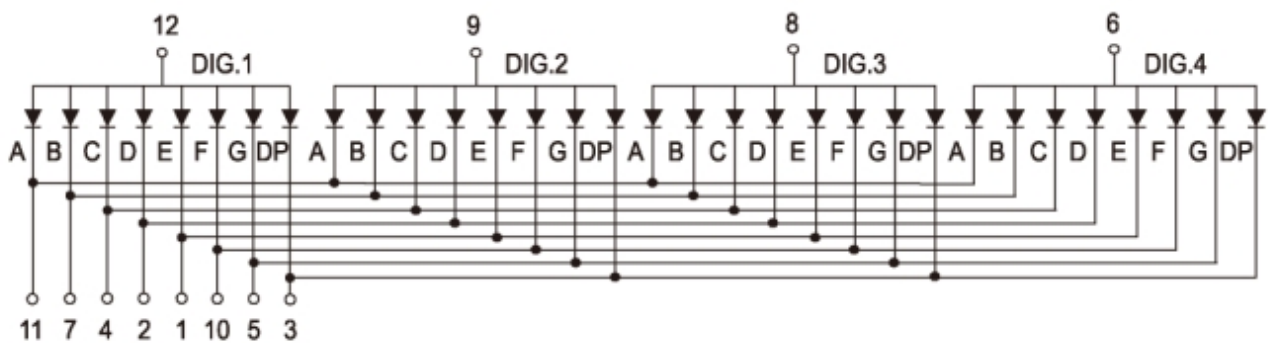 12 9 8 6
DIG.1 DIG.2 DIG.3 DIG.4
A B C D E F G DP A B C D E F G DP A B C D E F G DP A B C D E F G DP
11 7 4 2 1 10 5 3